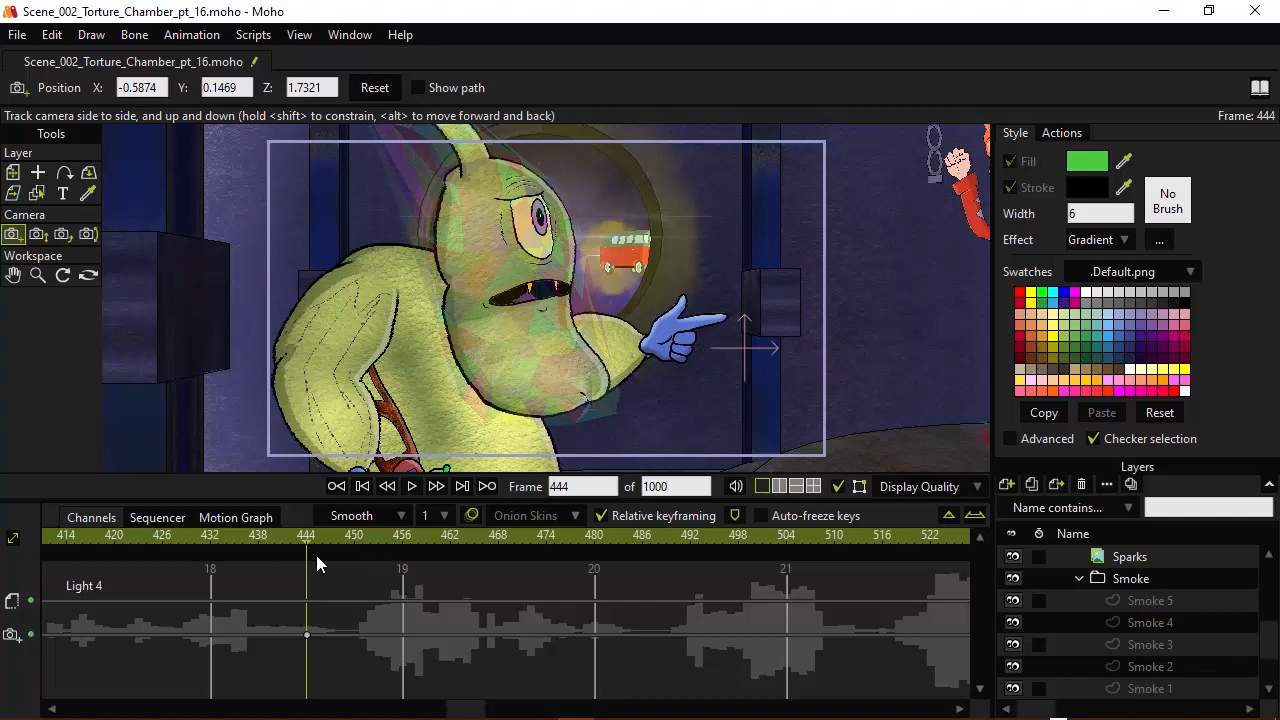 Scene_002_Torture_Chamber_pt_16.moho - Moho
File Edit Draw Bone Animation Scripts View Window Help
Scene_002_Torture_Chamber_pt_16.moho
Position X: -0.5874 Y: 0.1469 Z: 1.7321 Reset Show path
Track camera side to side, and up and down (hold <shift> to constrain, <alt> to move forward and back) Frame: 444
Tools
Layer
Camera
Workspace
Style Actions
Fill
Stroke
No
Brush
Width 6
Effect Gradient ...
Swatches .Default.png
Copy Paste Reset
Advanced Checker selection
Frame 444 of 1000 Display Quality
Channels Sequencer Motion Graph Smooth 1 Onion Skins Relative keyframing Auto-freeze keys
414 420 426 432 438 444 450 456 462 468 474 480 486 492 498 504 510 516 522
18 19 20 21
Light 4
Layers
Name contains...
Name
Sparks
Smoke
Smoke 5
Smoke 4
Smoke 3
Smoke 2
Smoke 1